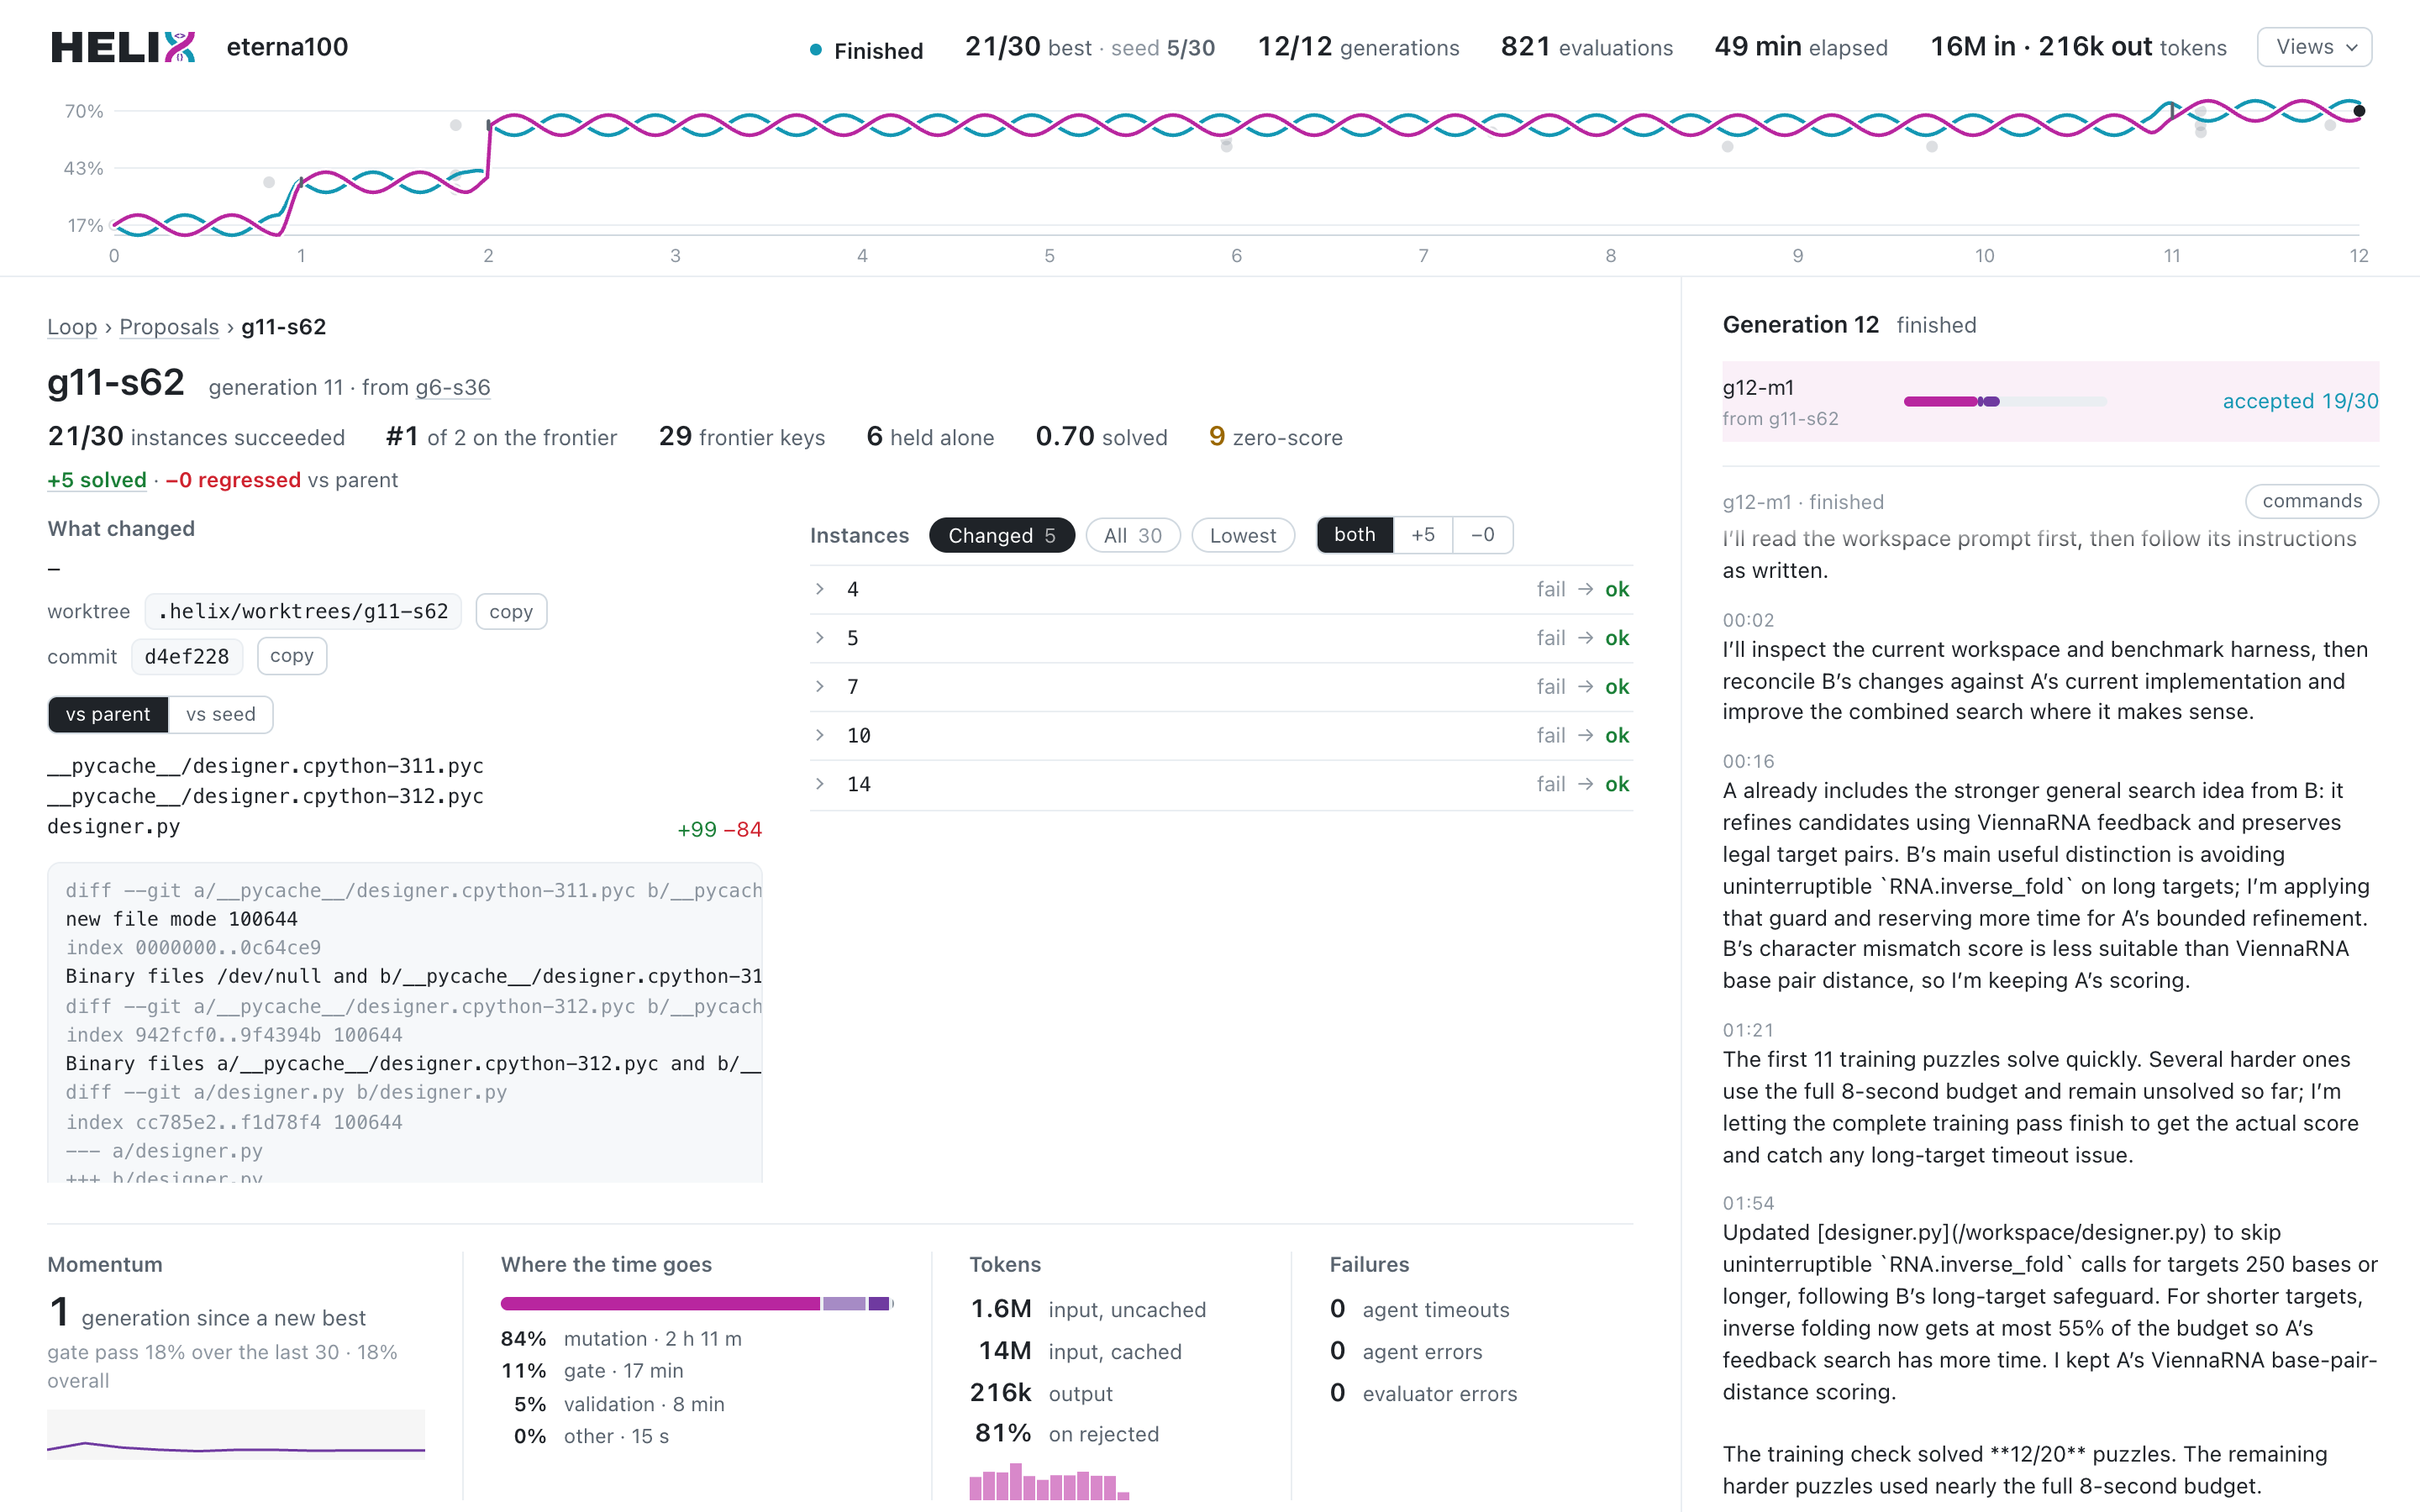 HELIX eterna100
Finished 21/30 best · seed 5/30 12/12 generations 821 evaluations 49 min elapsed 16M in · 216k out tokens Views
70%
43%
17%
0 1 2 3 4 5 6 7 8 9 10 11 12
Loop › Proposals › g11-s62
g11-s62 generation 11 · from g6-s36
21/30 instances succeeded #1 of 2 on the frontier 29 frontier keys 6 held alone 0.70 solved 9 zero-score
+5 solved · −0 regressed vs parent
What changed
–
worktree .helix/worktrees/g11-s62 copy
commit d4ef228 copy
vs parent vs seed
__pycache__/designer.cpython-311.pyc
__pycache__/designer.cpython-312.pyc
designer.py +99 −84
diff --git a/__pycache__/designer.cpython-311.pyc b/__pycach
new file mode 100644
index 0000000..0c64ce9
Binary files /dev/null and b/__pycache__/designer.cpython-31
diff --git a/__pycache__/designer.cpython-312.pyc b/__pycach
index 942fcf0..9f4394b 100644
Binary files a/__pycache__/designer.cpython-312.pyc and b/__
diff --git a/designer.py b/designer.py
index cc785e2..f1d78f4 100644
--- a/designer.py
+++ b/designer.py
Instances Changed 5 All 30 Lowest both +5 −0
4 fail → ok
5 fail → ok
7 fail → ok
10 fail → ok
14 fail → ok
Momentum
1 generation since a new best
gate pass 18% over the last 30 · 18%
overall
Where the time goes
84% mutation · 2 h 11 m
11% gate · 17 min
5% validation · 8 min
0% other · 15 s
Tokens
1.6M input, uncached
14M input, cached
216k output
81% on rejected
Failures
0 agent timeouts
0 agent errors
0 evaluator errors
Generation 12 finished
g12-m1
from g11-s62
accepted 19/30
g12-m1 · finished commands
I’ll read the workspace prompt first, then follow its instructions
as written.
00:02
I’ll inspect the current workspace and benchmark harness, then
reconcile B’s changes against A’s current implementation and
improve the combined search where it makes sense.
00:16
A already includes the stronger general search idea from B: it
refines candidates using ViennaRNA feedback and preserves
legal target pairs. B’s main useful distinction is avoiding
uninterruptible `RNA.inverse_fold` on long targets; I’m applying
that guard and reserving more time for A’s bounded refinement.
B’s character mismatch score is less suitable than ViennaRNA
base pair distance, so I’m keeping A’s scoring.
01:21
The first 11 training puzzles solve quickly. Several harder ones
use the full 8-second budget and remain unsolved so far; I’m
letting the complete training pass finish to get the actual score
and catch any long-target timeout issue.
01:54
Updated [designer.py](/workspace/designer.py) to skip
uninterruptible `RNA.inverse_fold` calls for targets 250 bases or
longer, following B’s long-target safeguard. For shorter targets,
inverse folding now gets at most 55% of the budget so A’s
feedback search has more time. I kept A’s ViennaRNA base-pair-
distance scoring.
The training check solved **12/20** puzzles. The remaining
harder puzzles used nearly the full 8-second budget.